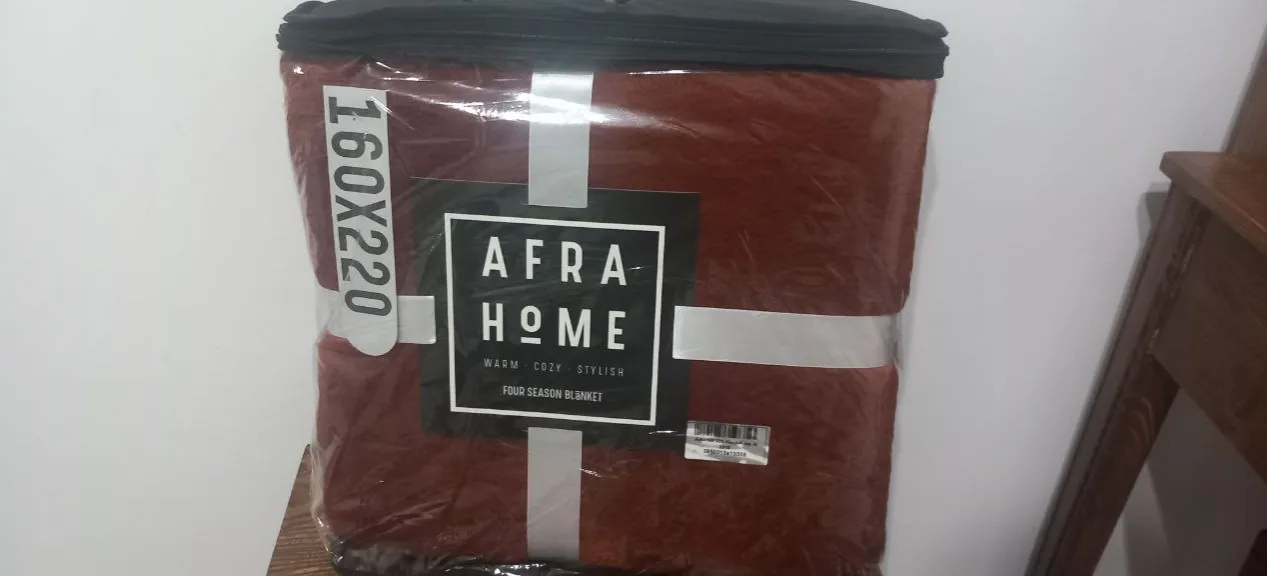 160X220
AFRA
HOME
WARM · COZY · STYLISH
FOUR SEASON BLANKET